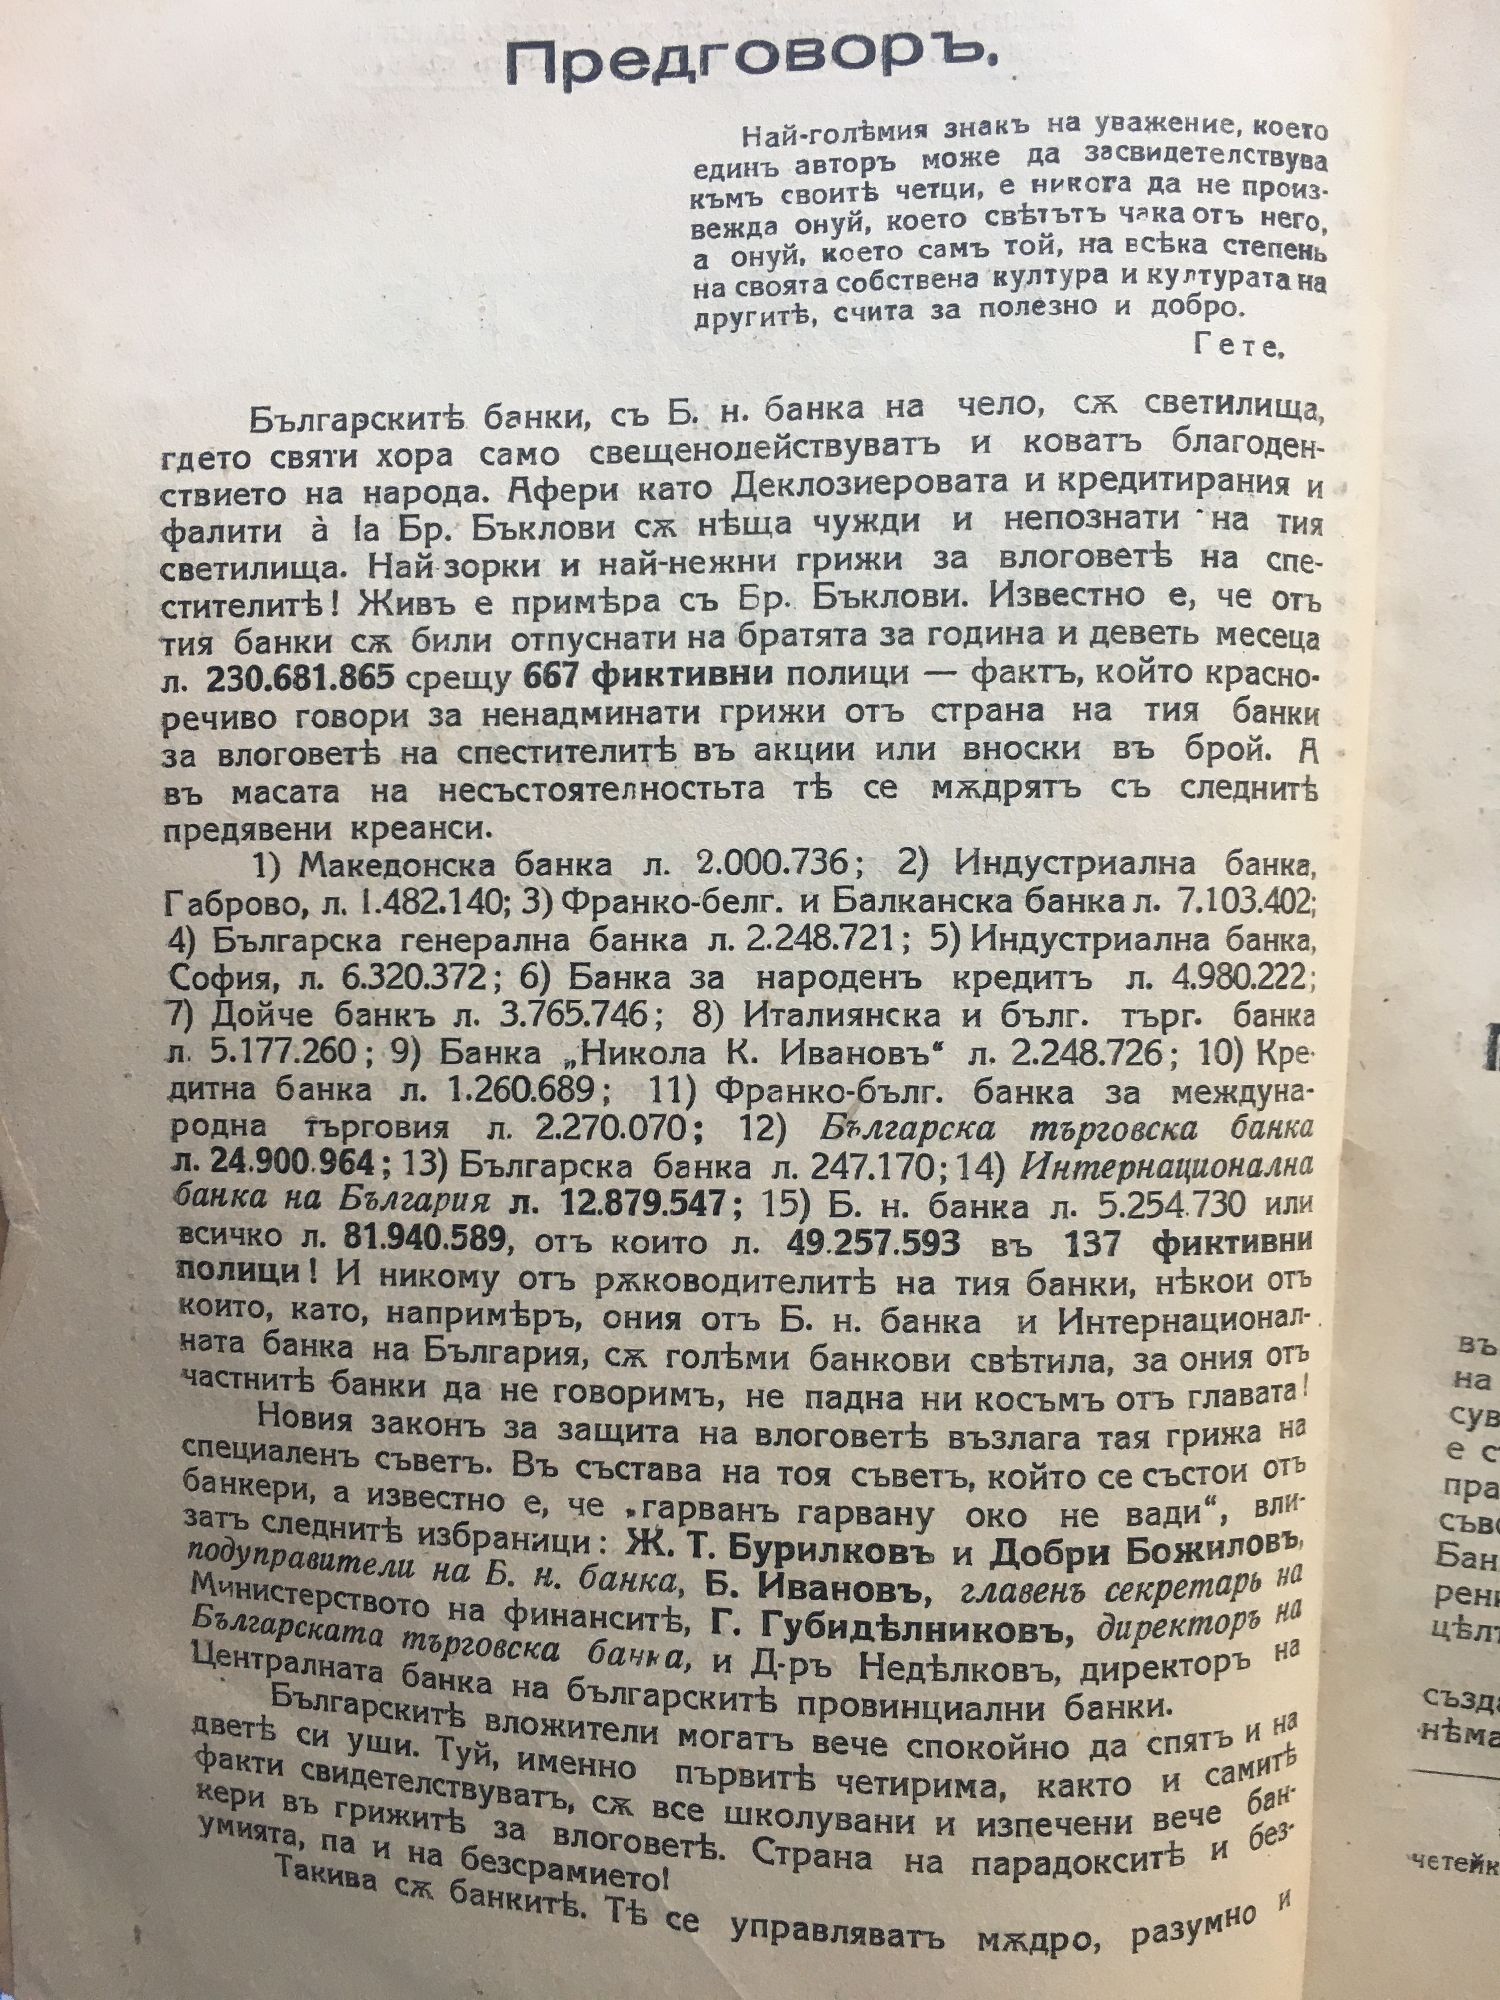 Предговоръ.
Най-голѣмия знакъ на уважение, което
единъ авторъ може да засвидетелствува
къмъ своитѣ четци, е никога да не произ-
вежда онуй, което свѣтътъ чака отъ него,
а онуй, което самъ той, на всѣка степень
на своята собствена култура и културата на
другитѣ, счита за полезно и добро.
Гете.
Българскитѣ банки, съ Б. н. банка на чело, сѫ светилища,
гдето святи хора само свещенодействуватъ и коватъ благоден-
ствието на народа. Афери като Деклозиеровата и кредитирания и
фалити à la Бр. Бъклови сѫ нѣща чужди и непознати на тия
светилища. Най-зорки и най-нежни грижи за влоговетѣ на спе-
стителитѣ! Живъ е примѣра съ Бр. Бъклови. Известно е, че отъ
тия банки сѫ били отпуснати на братята за година и деветь месеца
л. 230.681.865 срещу 667 фиктивни полици — фактъ, който красно-
речиво говори за ненадминати грижи отъ страна на тия банки
за влоговетѣ на спестителитѣ въ акции или вноски въ брой. А
въ масата на несъстоятелностьта тѣ се мѫдрятъ съ следнитѣ
предявени креанси.
1) Македонска банка л. 2.000.736; 2) Индустриална банка,
Габрово, л. 1.482.140; 3) Франко-белг. и Балканска банка л. 7.103.402;
4) Българска генерална банка л. 2.248.721; 5) Индустриална банка,
София, л. 6.320.372; 6) Банка за народенъ кредитъ л. 4.980.222;
7) Дойче банкъ л. 3.765.746; 8) Италиянска и бълг. търг. банка
л. 5.177.260; 9) Банка „Никола К. Ивановъ“ л. 2.248.726; 10) Кре-
дитна банка л. 1.260.689; 11) Франко-бълг. банка за междуна-
родна търговия л. 2.270.070; 12) Българска търговска банка
л. 24.900.964; 13) Българска банка л. 247.170; 14) Интернационална
банка на България л. 12.879.547; 15) Б. н. банка л. 5.254.730 или
всичко л. 81.940.589, отъ които л. 49.257.593 въ 137 фиктивни
полици! И никому отъ рѫководителитѣ на тия банки, нѣкои отъ
които, като, напримѣръ, ония отъ Б. н. банка и Интернационал-
ната банка на България, сѫ голѣми банкови свѣтила, за ония отъ
частнитѣ банки да не говоримъ, не падна ни косъмъ отъ главата!
Новия законъ за защита на влоговетѣ възлага тая грижа на
специаленъ съветъ. Въ състава на тоя съветъ, който се състои отъ
банкери, а известно е, че „гарванъ гарвану око не вади“, вли-
затъ следнитѣ избраници: Ж. Т. Бурилковъ и Добри Божиловъ,
подуправители на Б. н. банка, Б. Ивановъ, главенъ секретарь на
Министерството на финанситѣ, Г. Губидѣлниковъ, директоръ на
Българската търговска банка, и Д-ръ Недѣлковъ, директоръ на
Централната банка на българскитѣ провинциални банки.
Българскитѣ вложители могатъ вече спокойно да спятъ и на
дветѣ си уши. Туй, именно първитѣ четирима, както и самитѣ
факти свидетелствуватъ, сѫ все школувани и изпечени вече бан-
кери въ грижитѣ за влоговетѣ. Страна на парадокситѣ и без-
умията, па и на безсрамието!
Такива сѫ банкитѣ. Тѣ се управляватъ мѫдро, разумно и
въ
на
сув
е с
пра
Бан
създа
нѣма
четейк